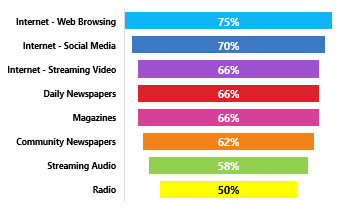 Internet - Web Browsing 75%
Internet - Social Media 70%
Internet - Streaming Video 66%
Daily Newspapers 66%
Magazines 66%
Community Newspapers 62%
Streaming Audio 58%
Radio 50%